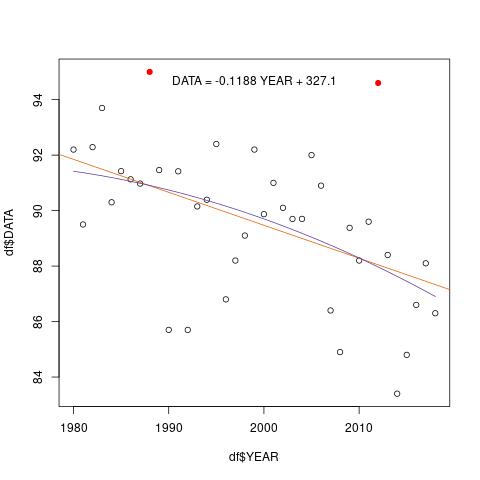 DATA = -0.1188 YEAR + 327.1
94
92
90
88
86
84
df$DATA
1980 1990 2000 2010
df$YEAR